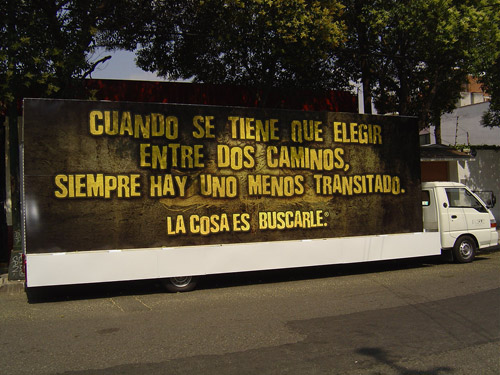 CUANDO SE TIENE QUE ELEGIR
ENTRE DOS CAMINOS,
SIEMPRE HAY UNO MENOS TRANSITADO.
LA COSA ES BUSCARLE.®